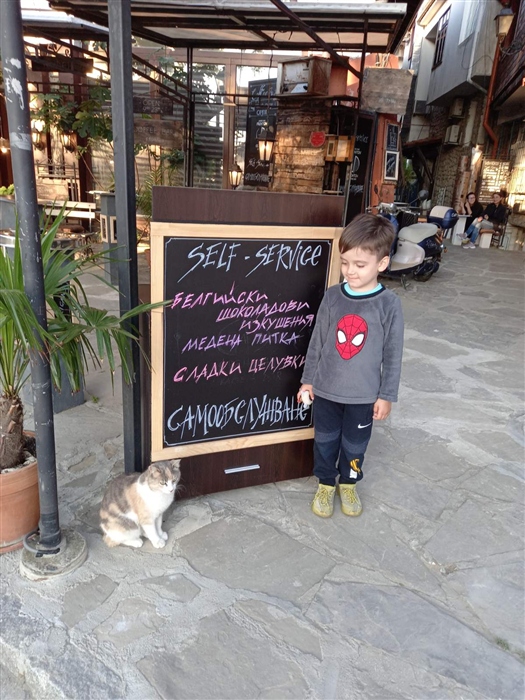 SELF - SERVICE
БЕЛГИЙСКИ
ШОКОЛАДОВИ
ИЗКУШЕНИЯ
МЕДЕНА ПИТКА
СЛАДКИ ЦЕЛУВКИ
САМООБСЛУЖВАНЕ